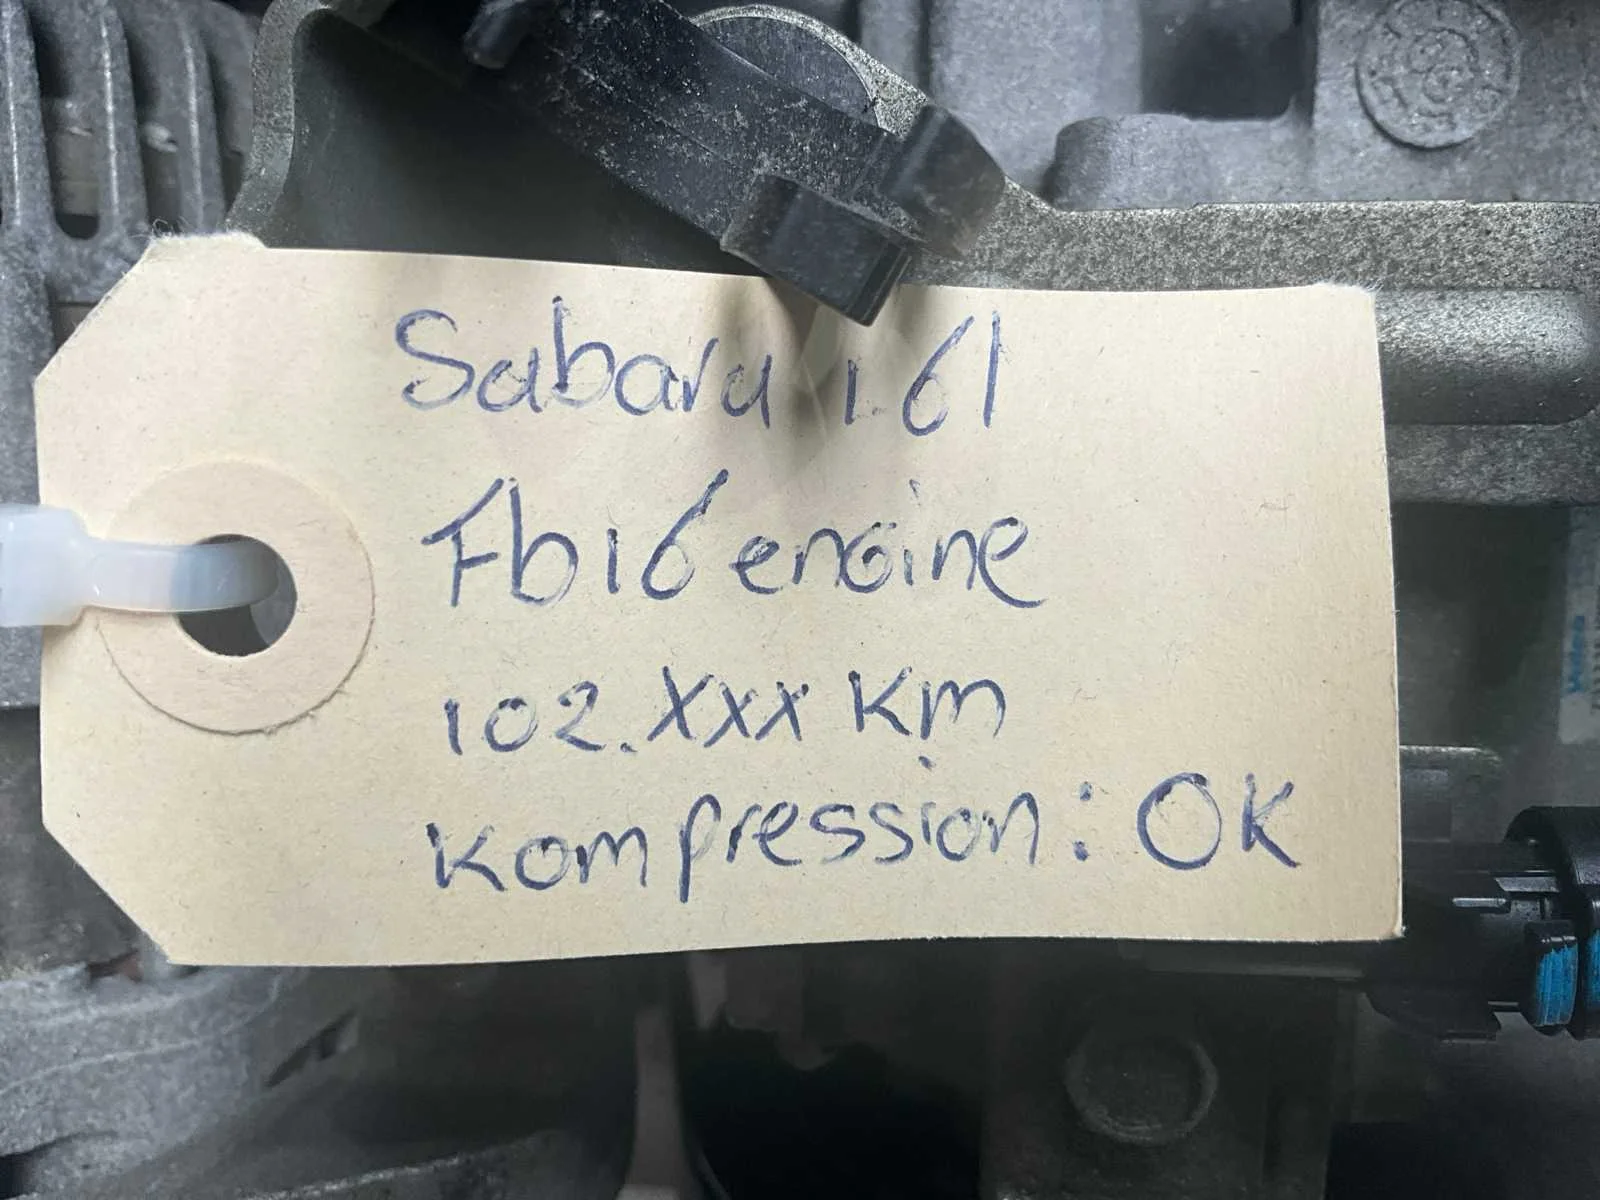 Subaru 1.6l
Fb16 engine
102.xxx Km
Kompression: OK